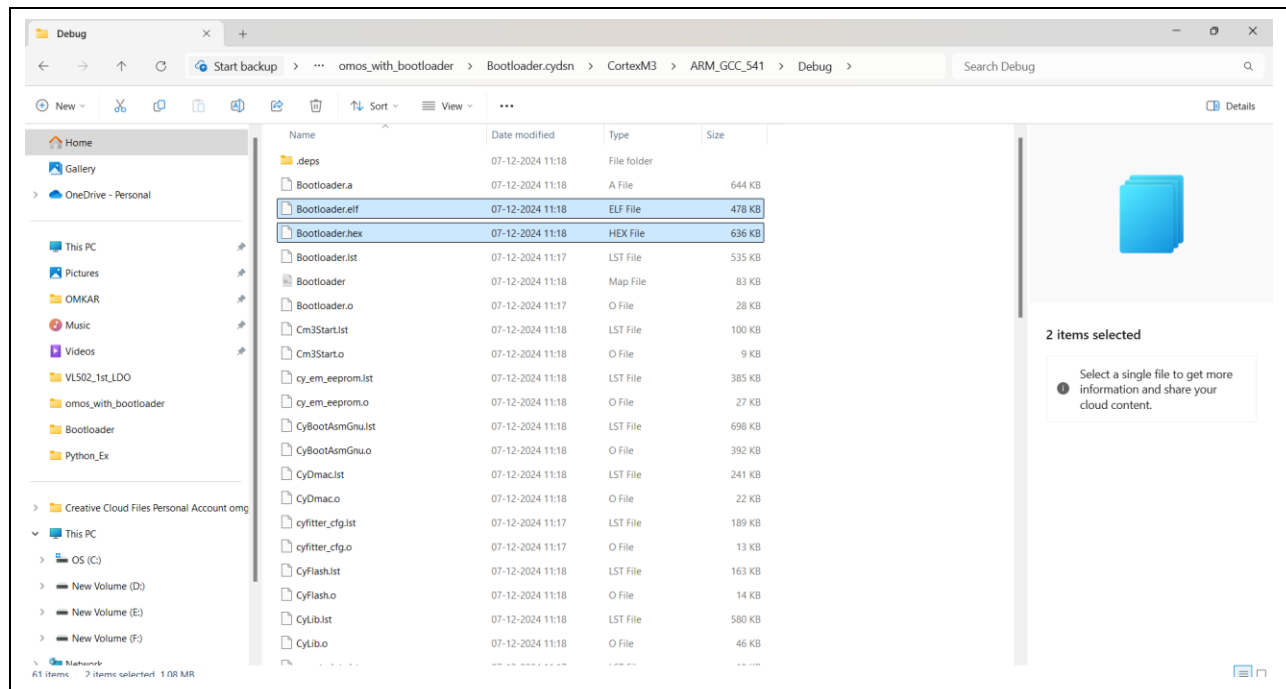 Debug
Start backup > ... omos_with_bootloader > Bootloader.cydsn > CortexM3 > ARM_GCC_541 > Debug > Search Debug
New Sort View ... Details
Home
Gallery
OneDrive - Personal
This PC
Pictures
OMKAR
Music
Videos
VL502_1st_LDO
omos_with_bootloader
Bootloader
Python_Ex
Creative Cloud Files Personal Account omg
This PC
OS (C:)
New Volume (D:)
New Volume (E:)
New Volume (F:)
Network
Name Date modified Type Size
.deps 07-12-2024 11:18 File folder
Bootloader.a 07-12-2024 11:18 A File 644 KB
Bootloader.elf 07-12-2024 11:18 ELF File 478 KB
Bootloader.hex 07-12-2024 11:18 HEX File 636 KB
Bootloader.lst 07-12-2024 11:17 LST File 535 KB
Bootloader 07-12-2024 11:18 Map File 83 KB
Bootloader.o 07-12-2024 11:17 O File 28 KB
Cm3Start.lst 07-12-2024 11:18 LST File 100 KB
Cm3Start.o 07-12-2024 11:18 O File 9 KB
cy_em_eeprom.lst 07-12-2024 11:18 LST File 385 KB
cy_em_eeprom.o 07-12-2024 11:18 O File 27 KB
CyBootAsmGnu.lst 07-12-2024 11:18 LST File 698 KB
CyBootAsmGnu.o 07-12-2024 11:18 O File 392 KB
CyDmac.lst 07-12-2024 11:18 LST File 241 KB
CyDmac.o 07-12-2024 11:18 O File 22 KB
cyfitter_cfg.lst 07-12-2024 11:17 LST File 189 KB
cyfitter_cfg.o 07-12-2024 11:17 O File 13 KB
CyFlash.lst 07-12-2024 11:18 LST File 163 KB
CyFlash.o 07-12-2024 11:18 O File 14 KB
CyLib.lst 07-12-2024 11:18 LST File 580 KB
CyLib.o 07-12-2024 11:18 O File 46 KB
2 items selected
Select a single file to get more
information and share your
cloud content.
61 items 2 items selected 1.08 MB